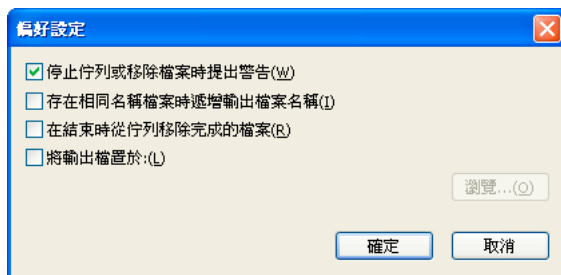 偏好設定
停止佇列或移除檔案時提出警告(W)
存在相同名稱檔案時遞增輸出檔案名稱(I)
在結束時從佇列移除完成的檔案(R)
將輸出檔置於:(L)
瀏覽...(O)
確定 取消